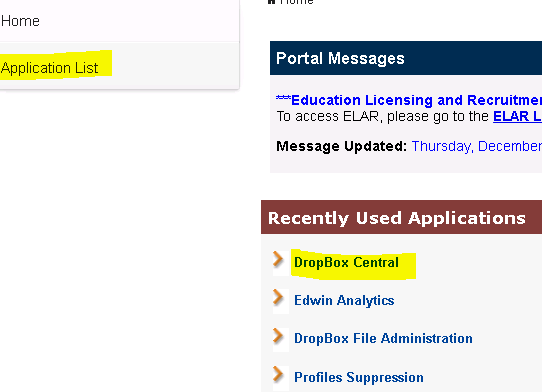 Home
Home
Application List
Portal Messages
***Education Licensing and
To access ELAR, please go to the ELAR
Message Updated: Thursday, December
Recently Used Applications
DropBox Central
Edwin Analytics
DropBox File Administration
Profiles Suppression